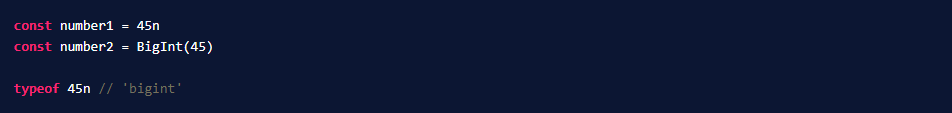 const number1 = 45n
const number2 = BigInt(45)
typeof 45n // 'bigint'